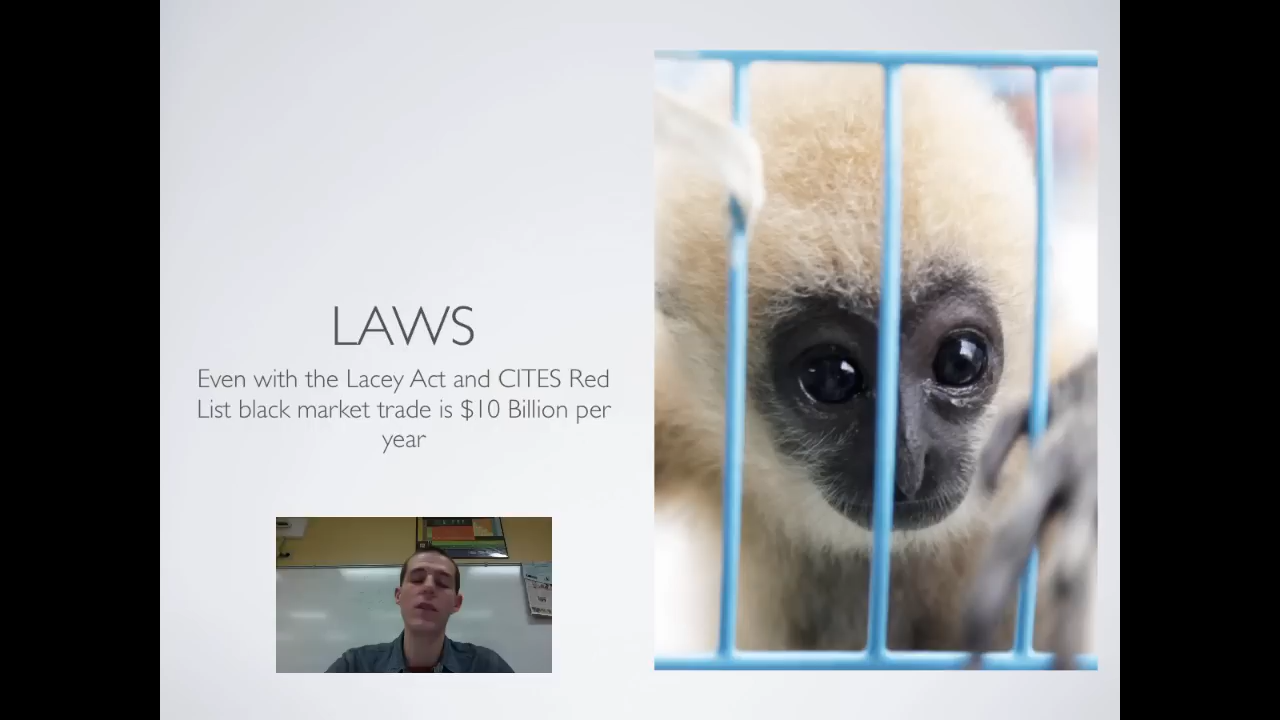 LAWS
Even with the Lacey Act and CITES Red
List black market trade is $10 Billion per
year